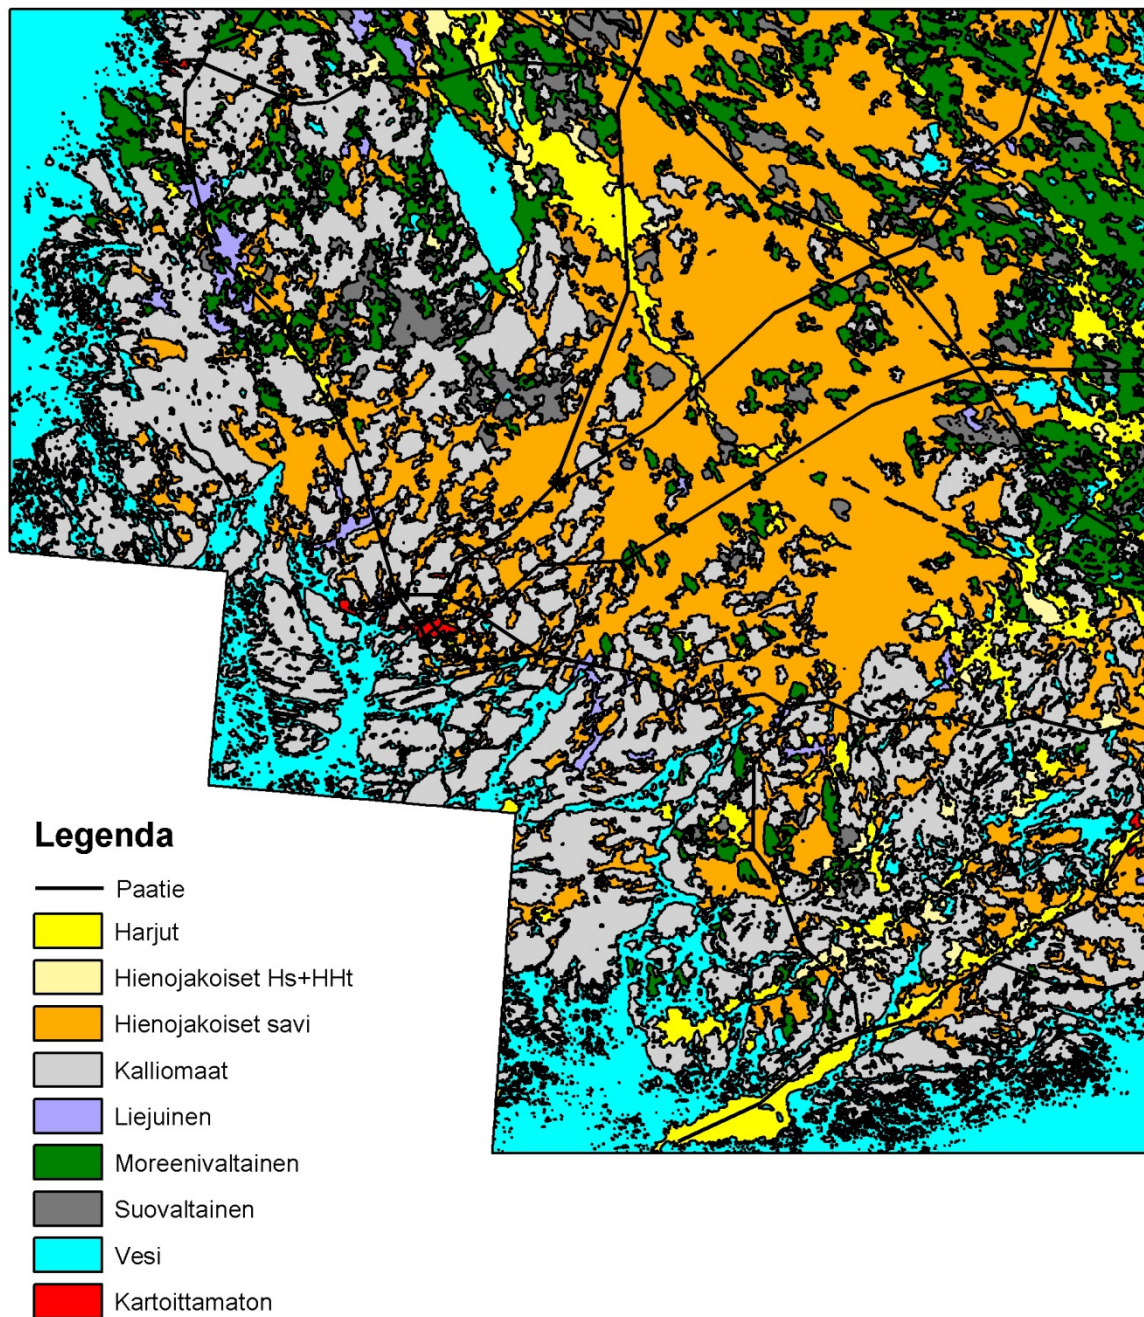 Legenda
Paatie
Harjut
Hienojakoiset Hs+HHt
Hienojakoiset savi
Kalliomaat
Liejuinen
Moreenivaltainen
Suovaltainen
Vesi
Kartoittamaton